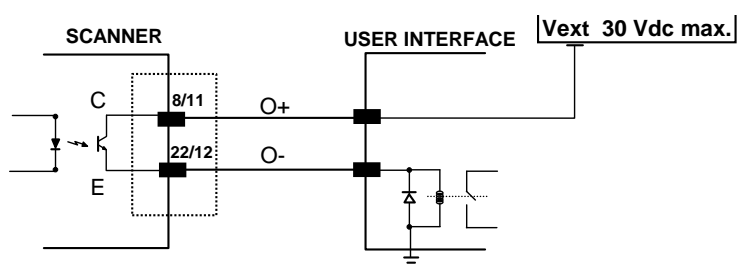 Vext 30 Vdc max.
SCANNER
USER INTERFACE
C
8/11
O+
22/12
O-
E